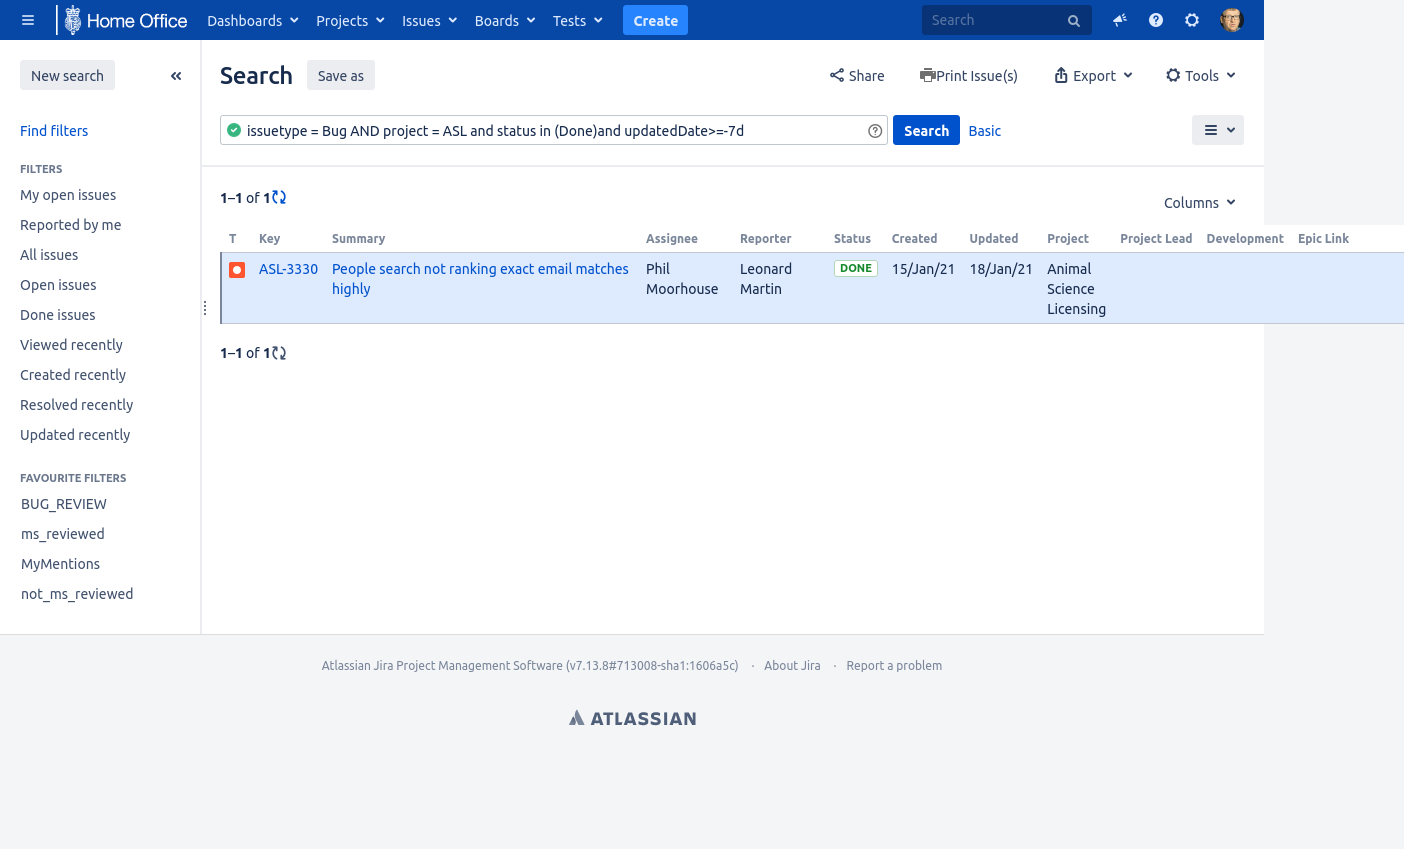 Home Office Dashboards Projects Issues Boards Tests Create Search
New search
Search Save as Share Print Issue(s) Export Tools
Find filters
issuetype = Bug AND project = ASL and status in (Done)and updatedDate>=-7d Search Basic
FILTERS
My open issues
Reported by me
All issues
Open issues
Done issues
Viewed recently
Created recently
Resolved recently
Updated recently
FAVOURITE FILTERS
BUG_REVIEW
ms_reviewed
MyMentions
not_ms_reviewed
1–1 of 1 Columns
T Key Summary Assignee Reporter Status Created Updated Project Project Lead Development Epic Link
ASL-3330 People search not ranking exact email matches Phil Leonard DONE 15/Jan/21 18/Jan/21 Animal
highly Moorhouse Martin Science
Licensing
1–1 of 1
Atlassian Jira Project Management Software (v7.13.8#713008-sha1:1606a5c) · About Jira · Report a problem
ATLASSIAN